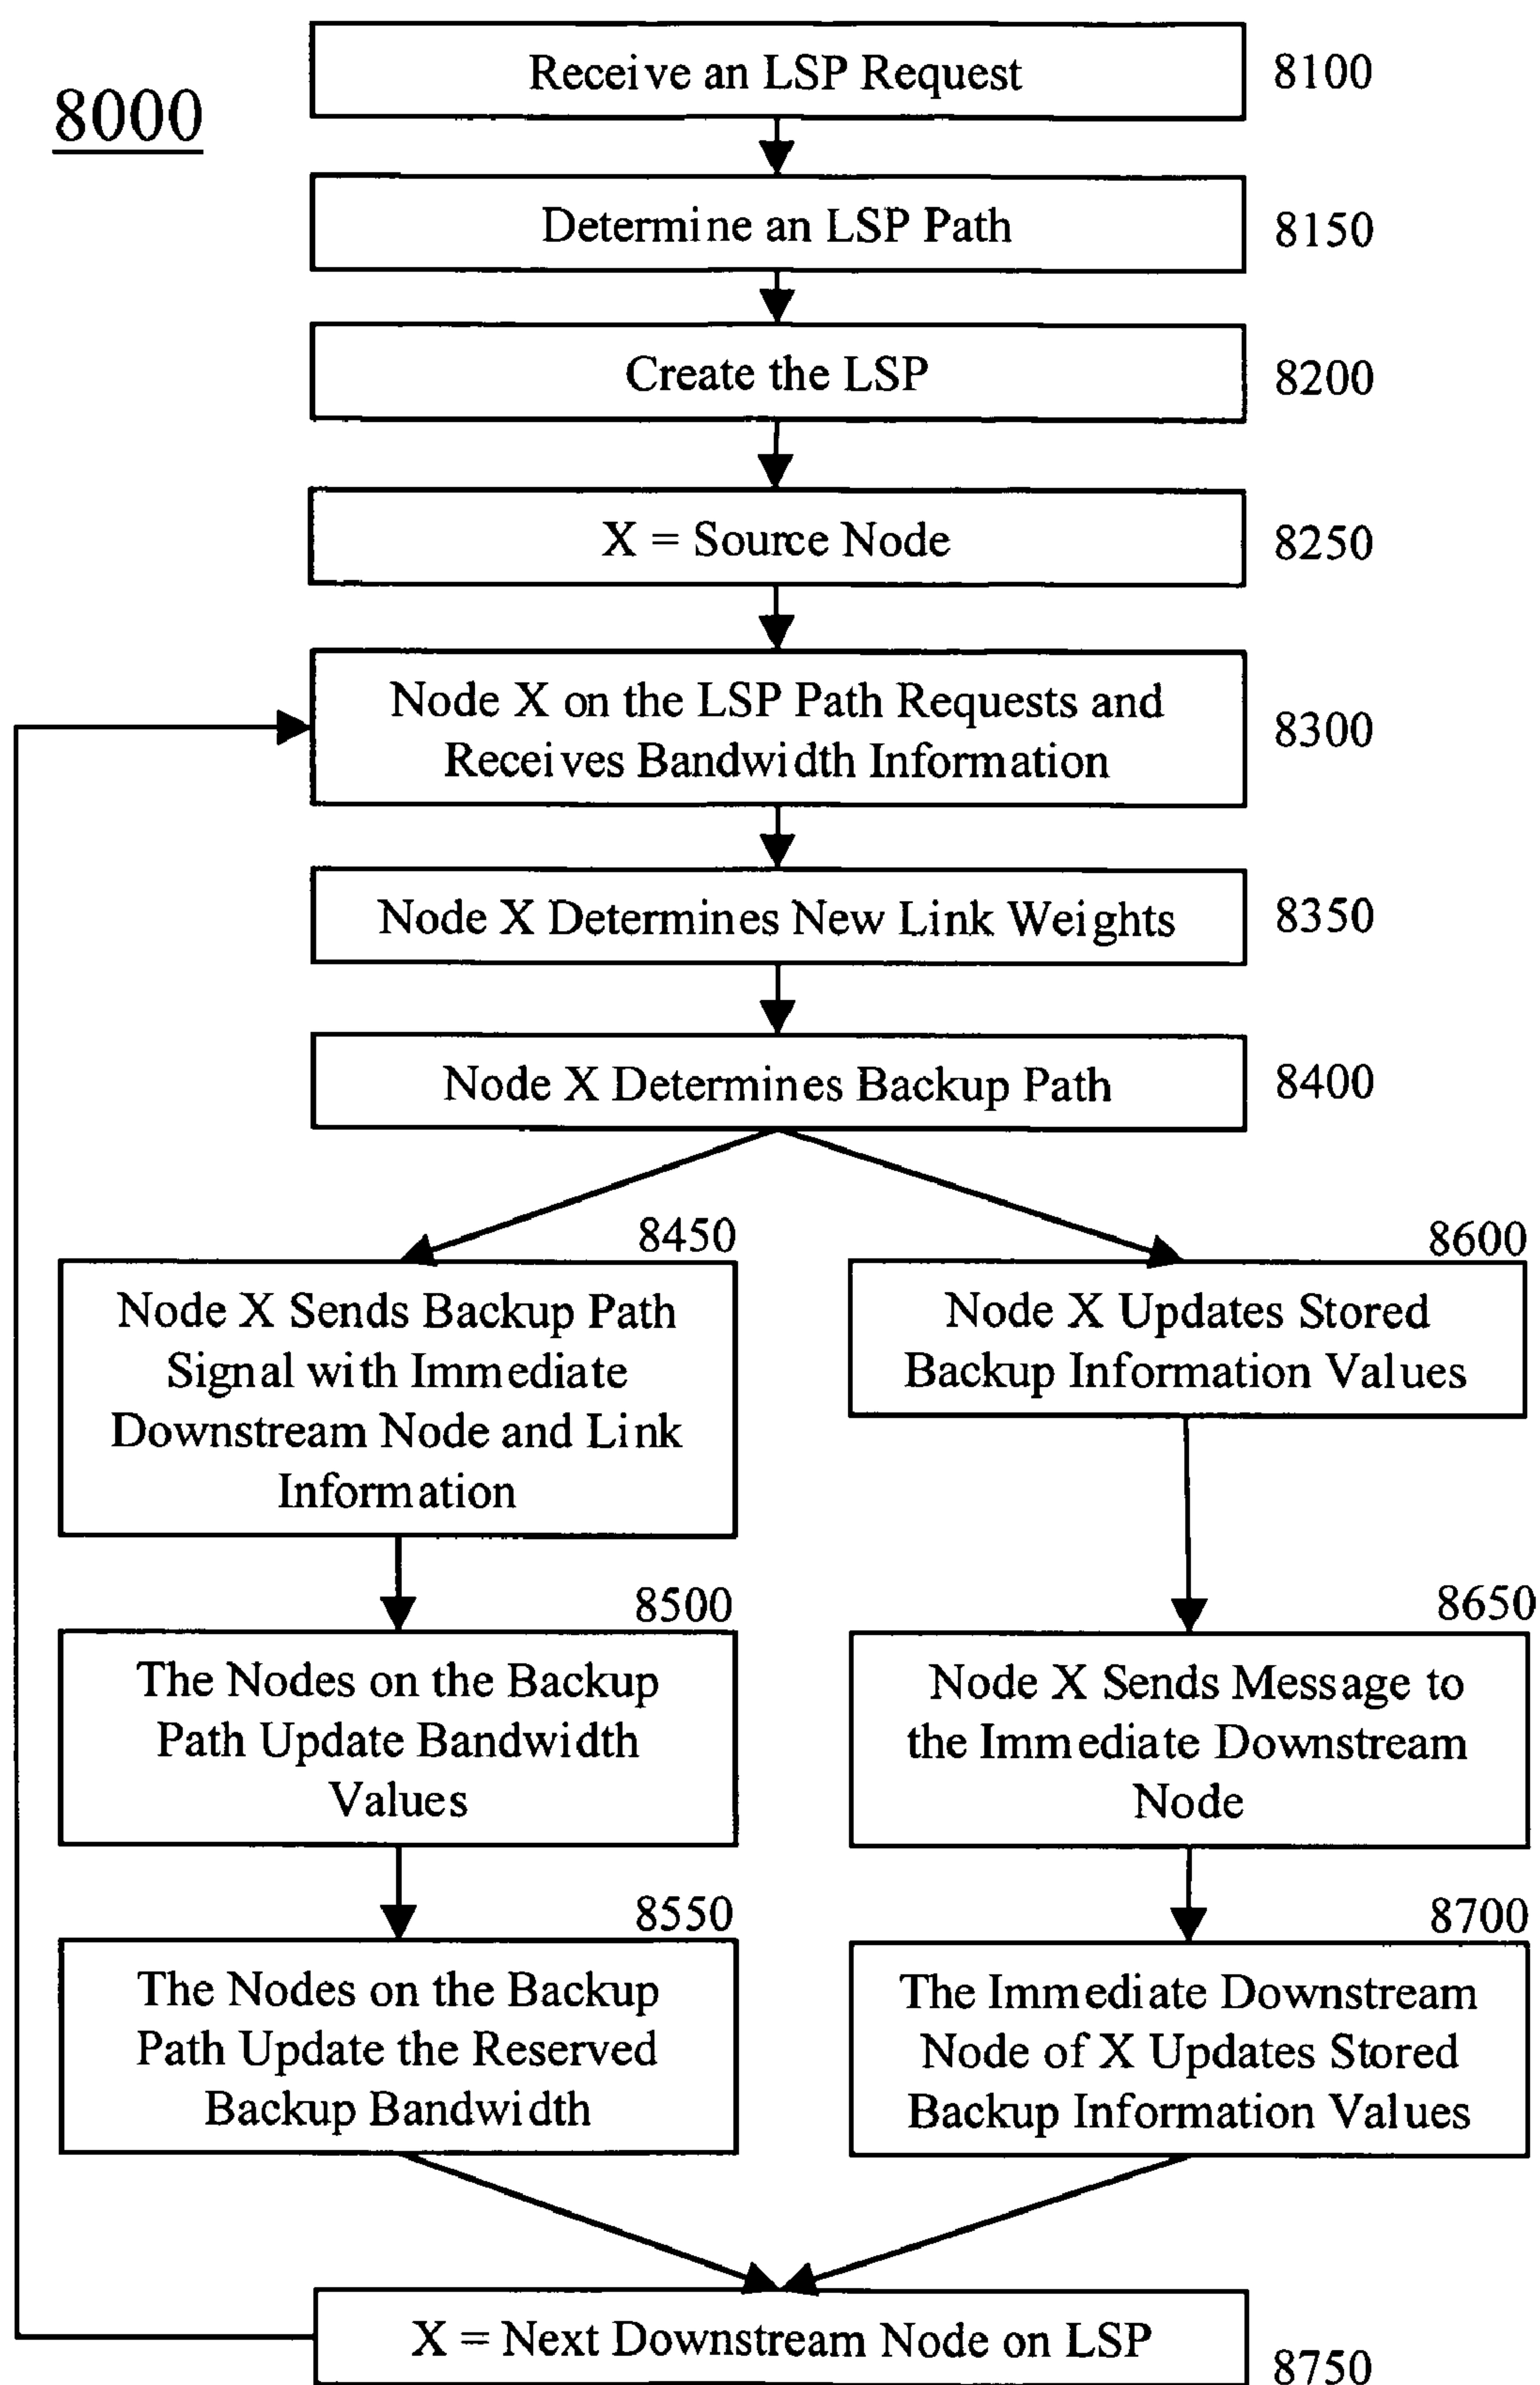 8000
Receive an LSP Request
8100
Determine an LSP Path
8150
Create the LSP
8200
X = Source Node
8250
Node X on the LSP Path Requests and
Receives Bandwidth Information
8300
Node X Determines New Link Weights
8350
Node X Determines Backup Path
8400
8450
Node X Sends Backup Path
Signal with Immediate
Downstream Node and Link
Information
8600
Node X Updates Stored
Backup Information Values
8500
The Nodes on the Backup
Path Update Bandwidth
Values
8650
Node X Sends Message to
the Immediate Downstream
Node
8550
The Nodes on the Backup
Path Update the Reserved
Backup Bandwidth
8700
The Immediate Downstream
Node of X Updates Stored
Backup Information Values
X = Next Downstream Node on LSP
8750